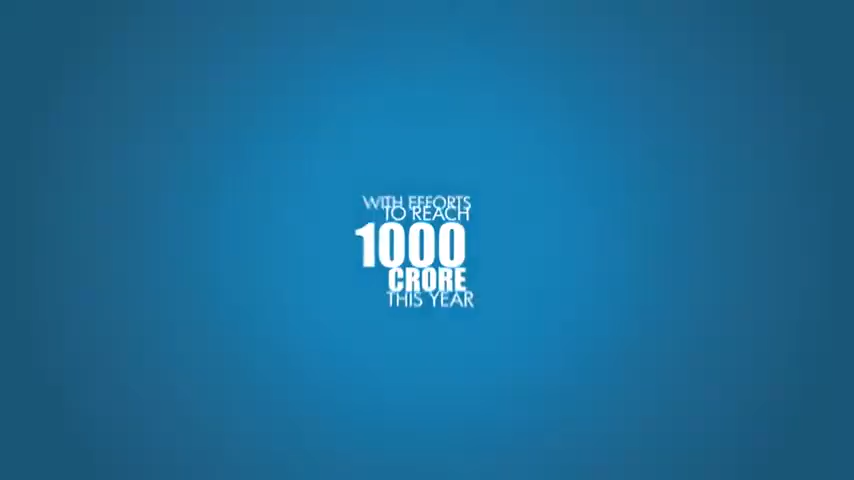 WITH EFFORTS
TO REACH
1000
CRORE
THIS YEAR